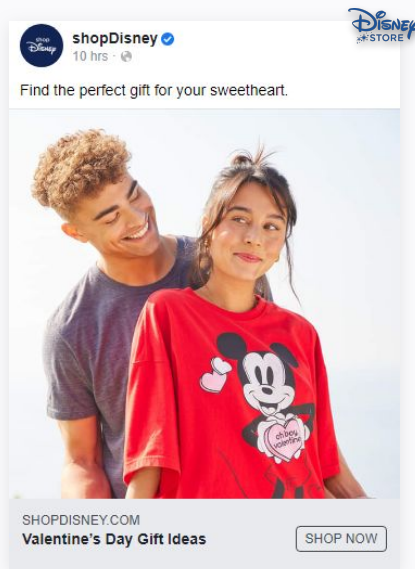 Disney
STORE
shop
Disney
shopDisney
10 hrs ·
Find the perfect gift for your sweetheart.
oh boy
valentine
SHOPDISNEY.COM
Valentine's Day Gift Ideas
SHOP NOW